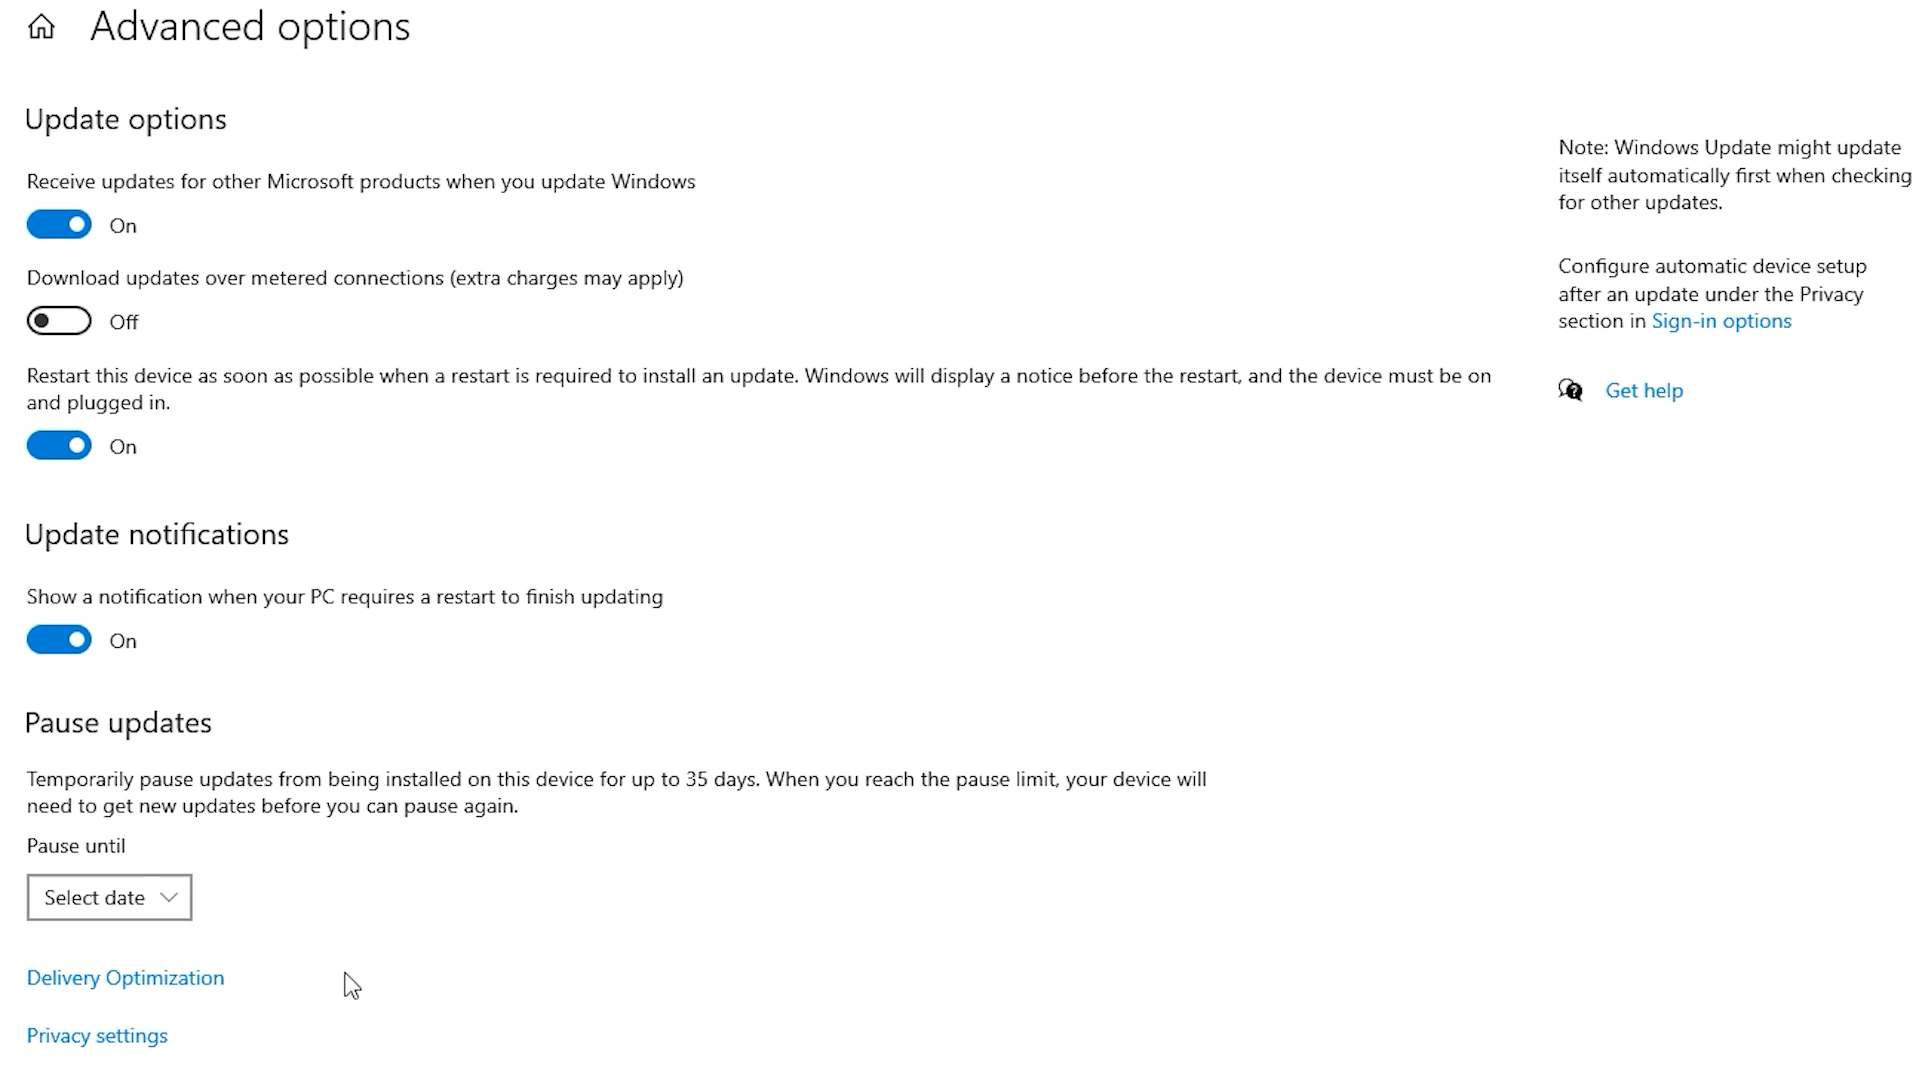 Advanced options
Update options
Receive updates for other Microsoft products when you update Windows
On
Download updates over metered connections (extra charges may apply)
Off
Restart this device as soon as possible when a restart is required to install an update. Windows will display a notice before the restart, and the device must be on
and plugged in.
On
Update notifications
Show a notification when your PC requires a restart to finish updating
On
Pause updates
Temporarily pause updates from being installed on this device for up to 35 days. When you reach the pause limit, your device will
need to get new updates before you can pause again.
Pause until
Select date
Delivery Optimization
Privacy settings
Note: Windows Update might update
itself automatically first when checking
for other updates.
Configure automatic device setup
after an update under the Privacy
section in Sign-in options
Get help